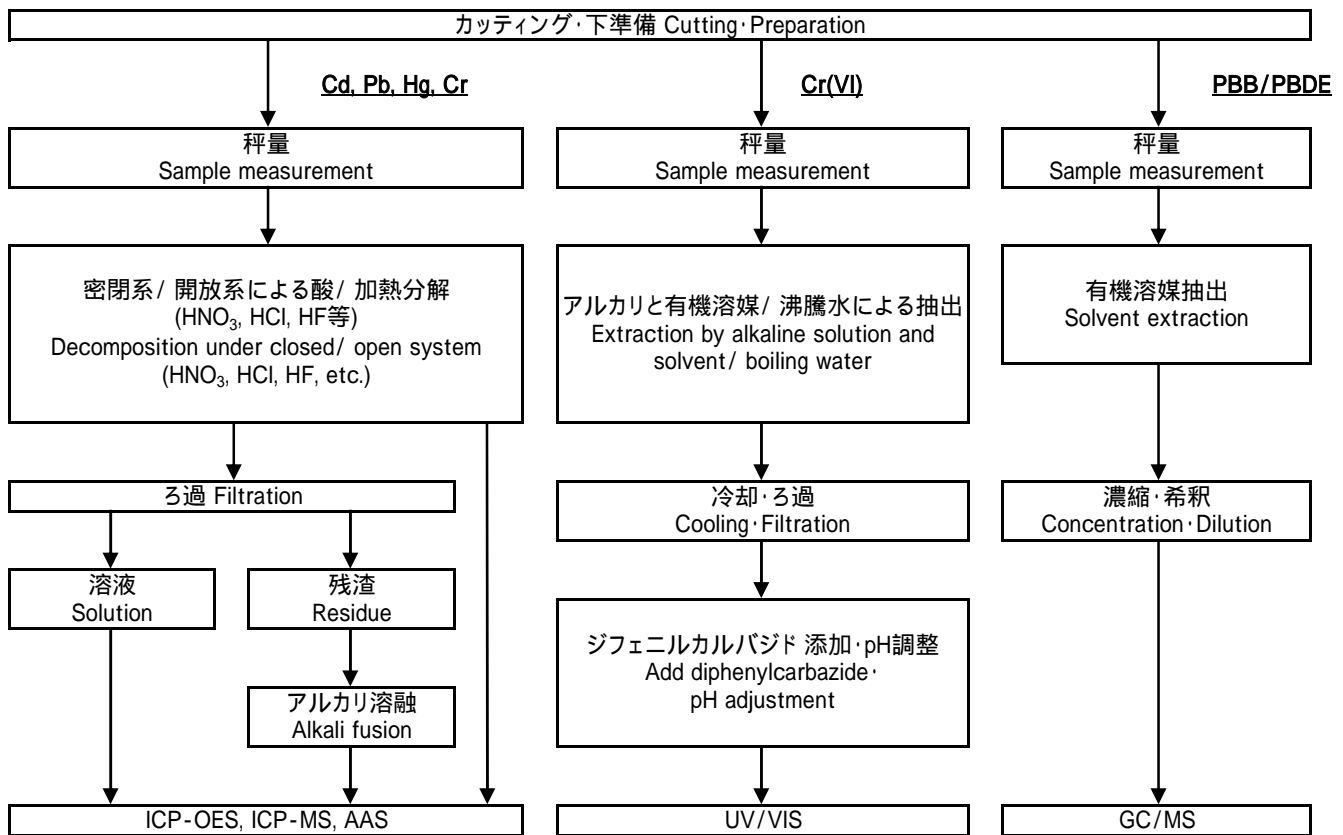 カッティング・下準備 Cutting・Preparation
Cd, Pb, Hg, Cr
Cr(VI)
PBB/PBDE
秤量
Sample measurement
秤量
Sample measurement
秤量
Sample measurement
密閉系/ 開放系による酸/ 加熱分解
(HNO₃, HCl, HF等)
Decomposition under closed/ open system
(HNO₃, HCl, HF, etc.)
アルカリと有機溶媒/ 沸騰水による抽出
Extraction by alkaline solution and
solvent/ boiling water
有機溶媒抽出
Solvent extraction
ろ過 Filtration
冷却・ろ過
Cooling・Filtration
濃縮・希釈
Concentration・Dilution
溶液
Solution
残渣
Residue
アルカリ溶融
Alkali fusion
ジフェニルカルバジド 添加・pH調整
Add diphenylcarbazide・
pH adjustment
ICP-OES, ICP-MS, AAS
UV/VIS
GC/MS